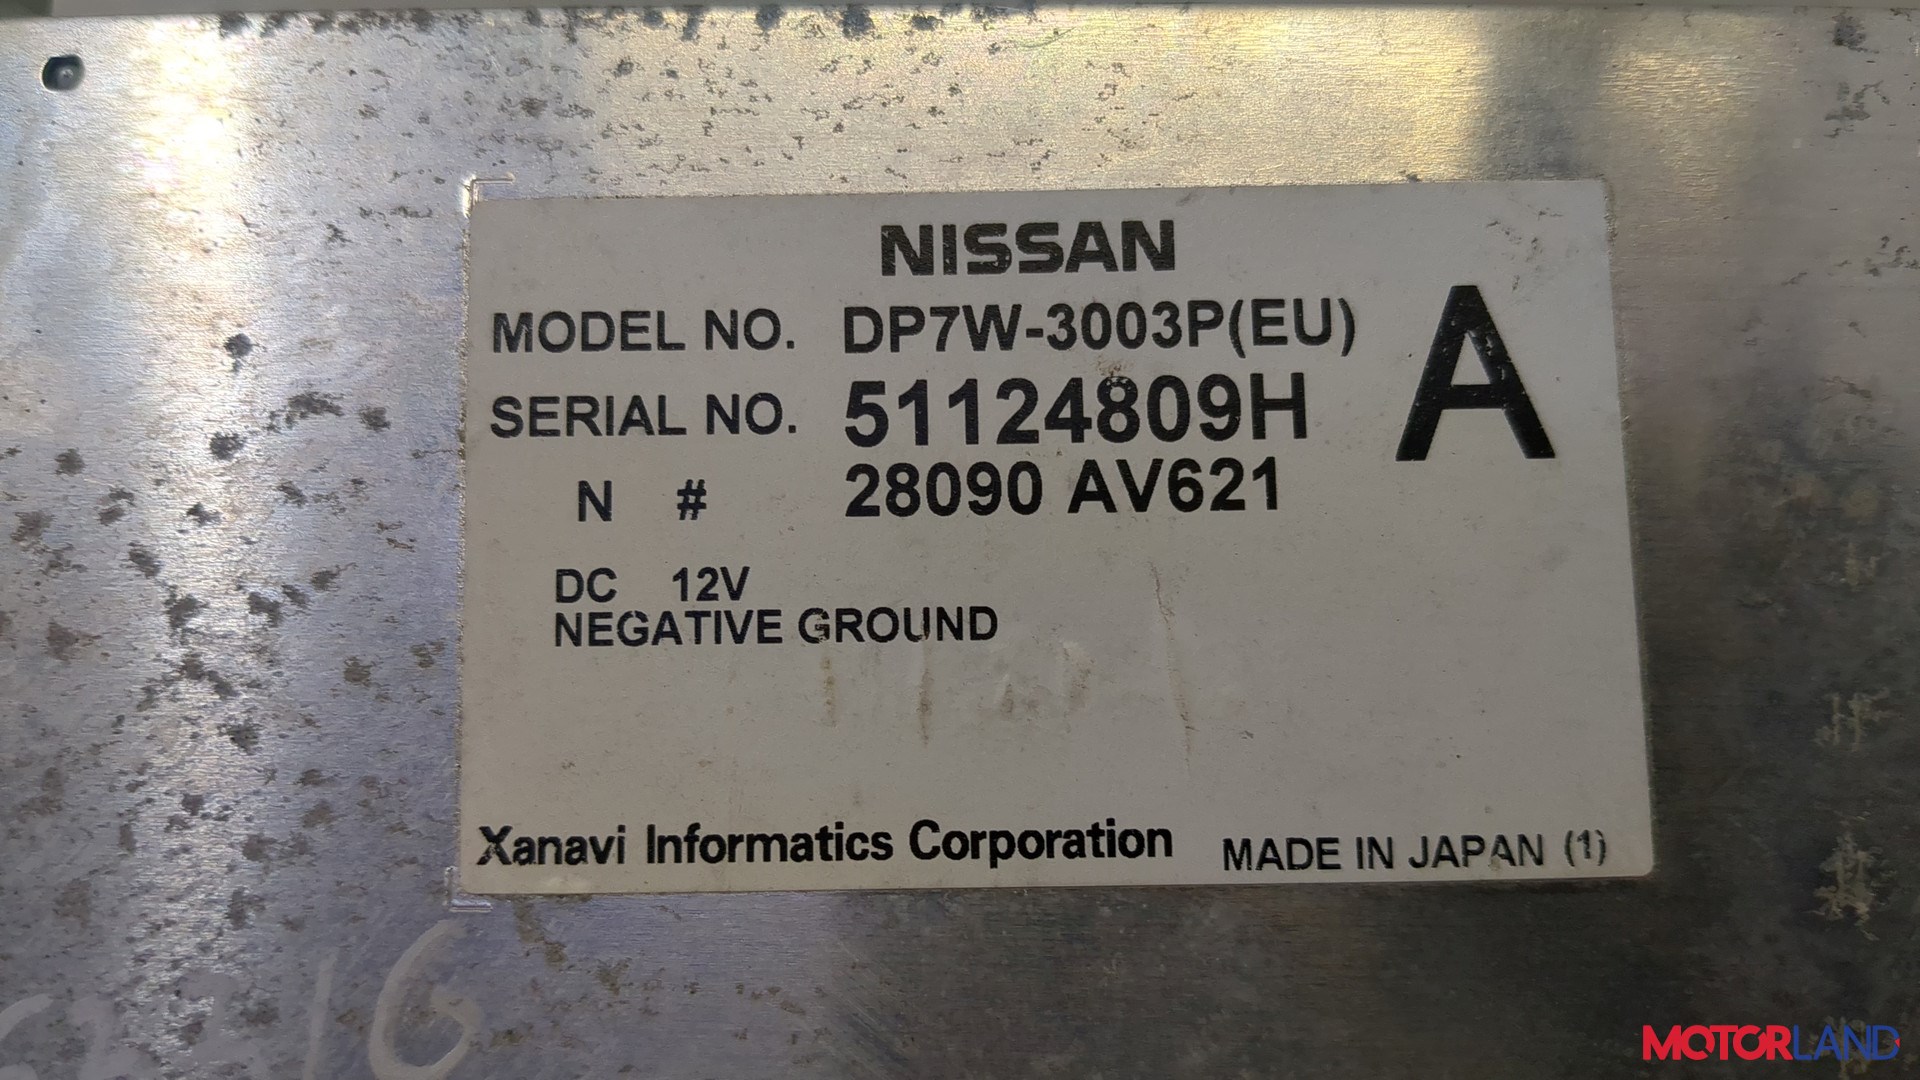 NISSAN
MODEL NO. DP7W-3003P(EU)
A
SERIAL NO. 51124809H
N # 28090 AV621
DC 12V
NEGATIVE GROUND
Xanavi Informatics Corporation MADE IN JAPAN (1)
MOTORLAND